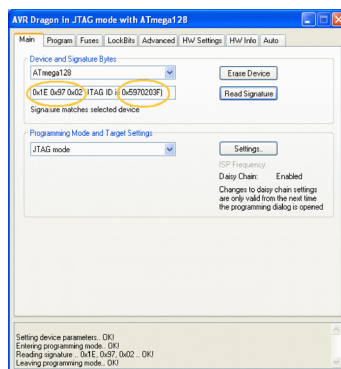 AVR Dragon in JTAG mode with ATmega128
Main Program Fuses LockBits Advanced HW Settings HW Info Auto
Device and Signature Bytes
ATmega128
Erase Device
0x1E 0x97 0x02 JTAG ID is 0x5970203F)
Read Signature
Signature matches selected device
Programming Mode and Target Settings
JTAG mode
Settings..
ISP Frequency:
Daisy Chain: Enabled
Changes to daisy chain settings
are only valid from the next time
the programming dialog is opened
Setting device parameters.. OK!
Entering programming mode.. OK!
Reading signature .. 0x1E, 0x97, 0x02 .. OK!
Leaving programming mode.. OK!